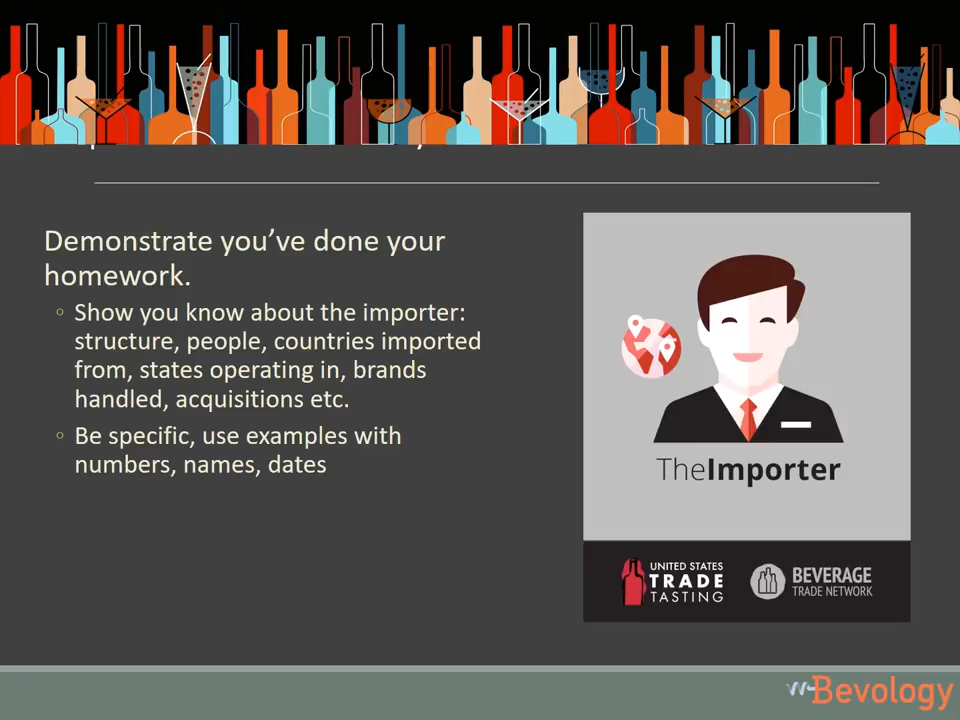 Demonstrate you’ve done your
homework.
◦ Show you know about the importer:
structure, people, countries imported
from, states operating in, brands
handled, acquisitions etc.
◦ Be specific, use examples with
numbers, names, dates
TheImporter
UNITED STATES
TRADE
TASTING
BEVERAGE
TRADE NETWORK
Bevology